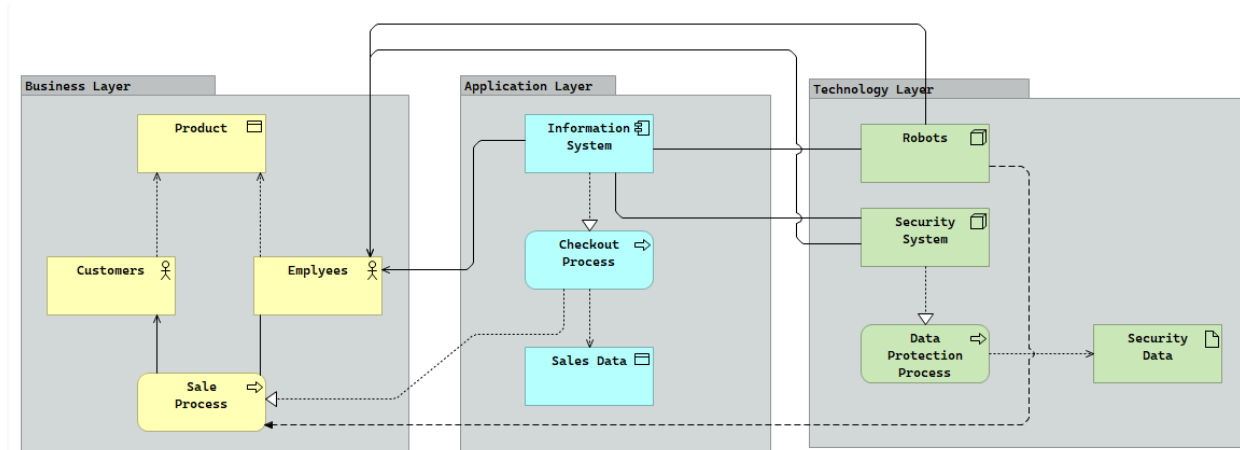 Business Layer
Product
Customers
Emplyees
Sale
Process
Application Layer
Information
System
Checkout
Process
Sales Data
Technology Layer
Robots
Security
System
Data
Protection
Process
Security
Data